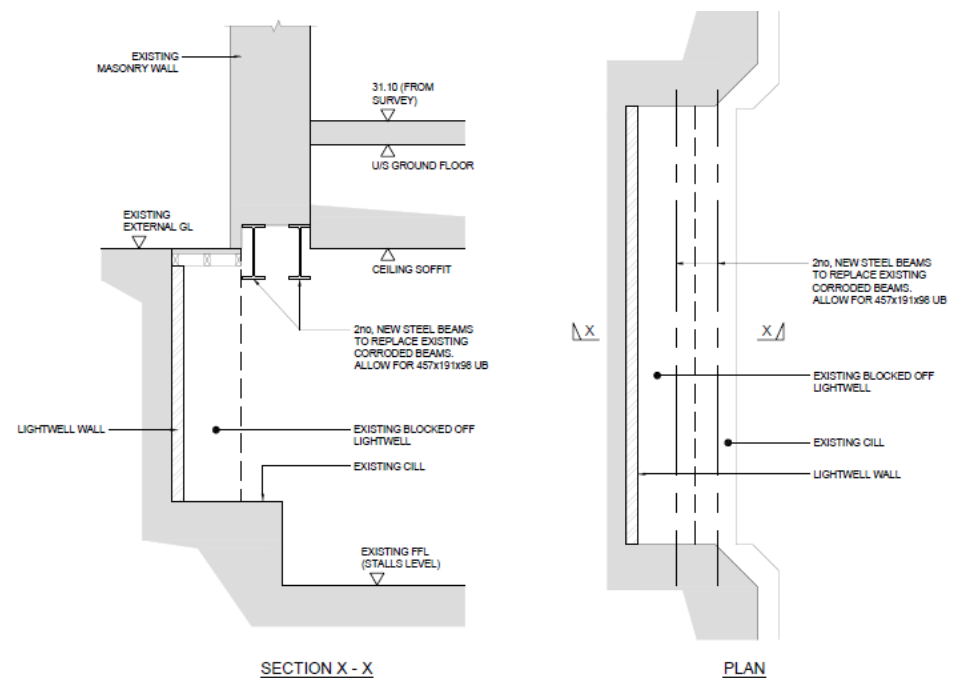 EXISTING
MASONRY WALL
31.10 (FROM
SURVEY)
U/S GROUND FLOOR
EXISTING
EXTERNAL GL
CEILING SOFFIT
2no, NEW STEEL BEAMS
TO REPLACE EXISTING
CORRODED BEAMS.
ALLOW FOR 457x191x98 UB
LIGHTWELL WALL
EXISTING BLOCKED OFF
LIGHTWELL
EXISTING CILL
EXISTING FFL
(STALLS LEVEL)
SECTION X - X
2no, NEW STEEL BEAMS
TO REPLACE EXISTING
CORRODED BEAMS.
ALLOW FOR 457x191x98 UB
X
X
EXISTING BLOCKED OFF
LIGHTWELL
EXISTING CILL
LIGHTWELL WALL
PLAN